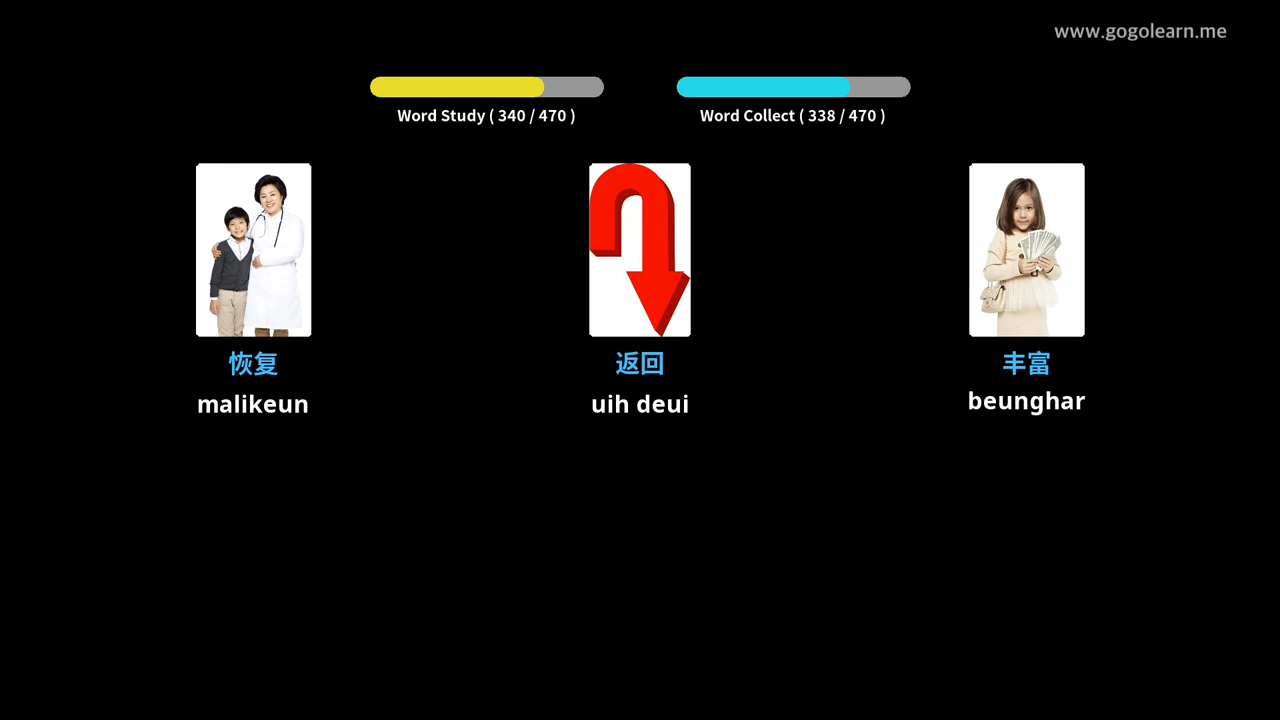 www.gogolearn.me
Word Study ( 340 / 470 )
Word Collect ( 338 / 470 )
恢复
返回
丰富
malikeun
uih deui
beunghar